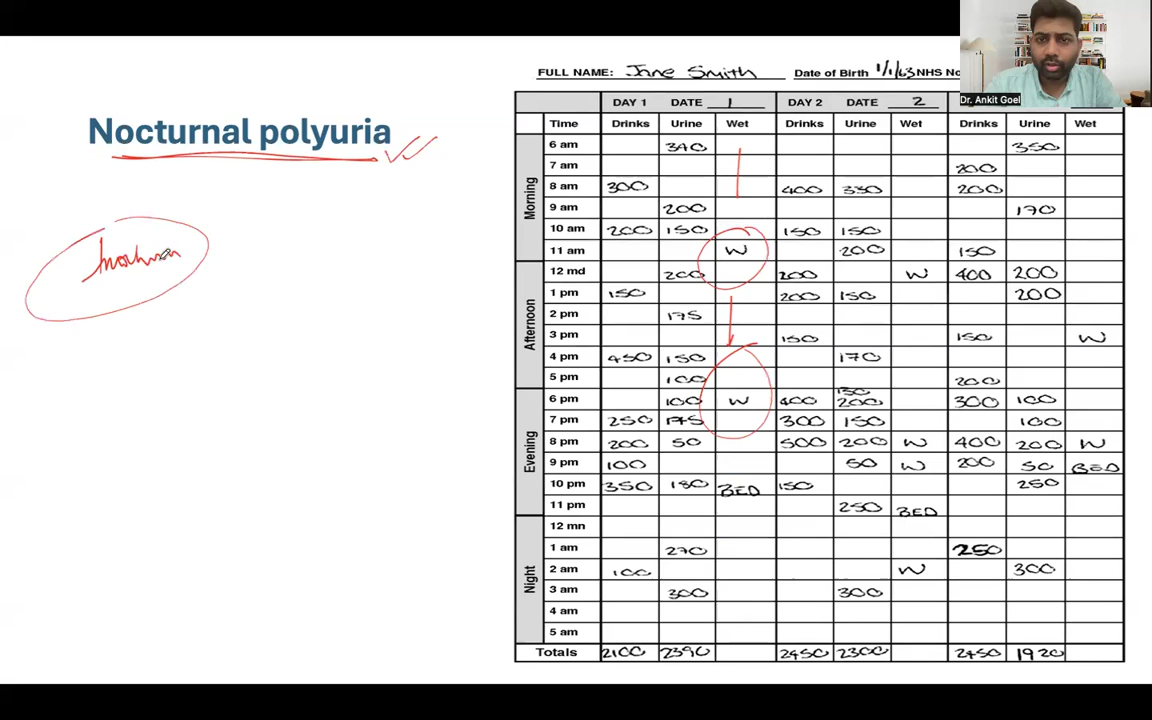 FULL NAME: Jane Smith Date of Birth 1/1/63 NHS No
Dr. Ankit Goel
Nocturnal polyuria
DAY 1 DATE 1 DAY 2 DATE 2
Time Drinks Urine Wet Drinks Urine Wet Drinks Urine Wet
Morning
6 am 340 350
7 am 200
8 am 300 400 350 200
9 am 200 170
10 am 200 150 150 150
11 am W 200 150
Afternoon
12 md 200 200 W 400 200
1 pm 150 200 150 200
2 pm 175
3 pm 150 150 W
4 pm 450 150 170
5 pm 100 200
Evening
6 pm 100 W 400 200 300 100
7 pm 250 175 300 150 100
8 pm 200 50 500 200 W 400 200 W
9 pm 100 50 W 200 50 BED
10 pm 350 180 BED 150 250
11 pm 250 BED
Night
12 mn
1 am 270 250
2 am 100 W 300
3 am 300 300
4 am
5 am
Totals 2100 2390 2450 2300 2450 1920